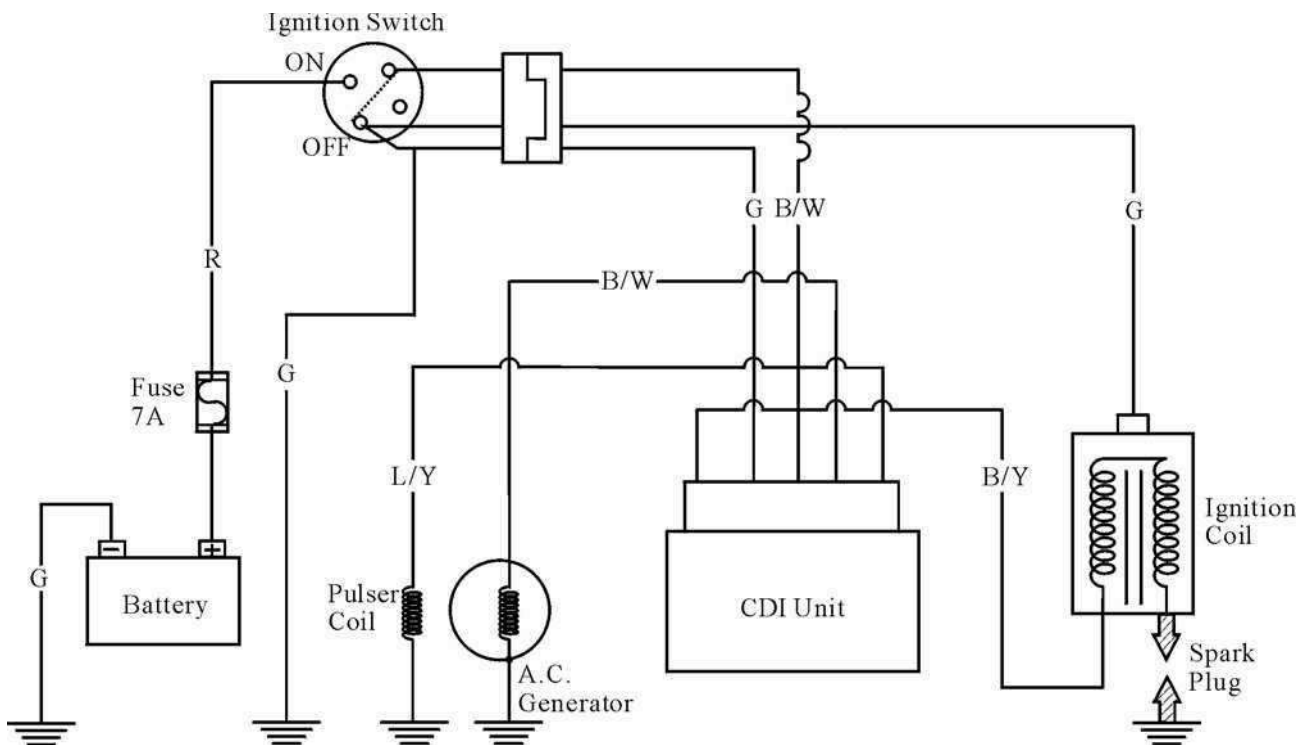 Ignition Switch
ON
OFF
G
B/W
G
R
B/W
Fuse
7A
G
L/Y
B/Y
Ignition
Coil
G
−
+
Battery
Pulser
Coil
CDI Unit
A.C.
Generator
Spark
Plug